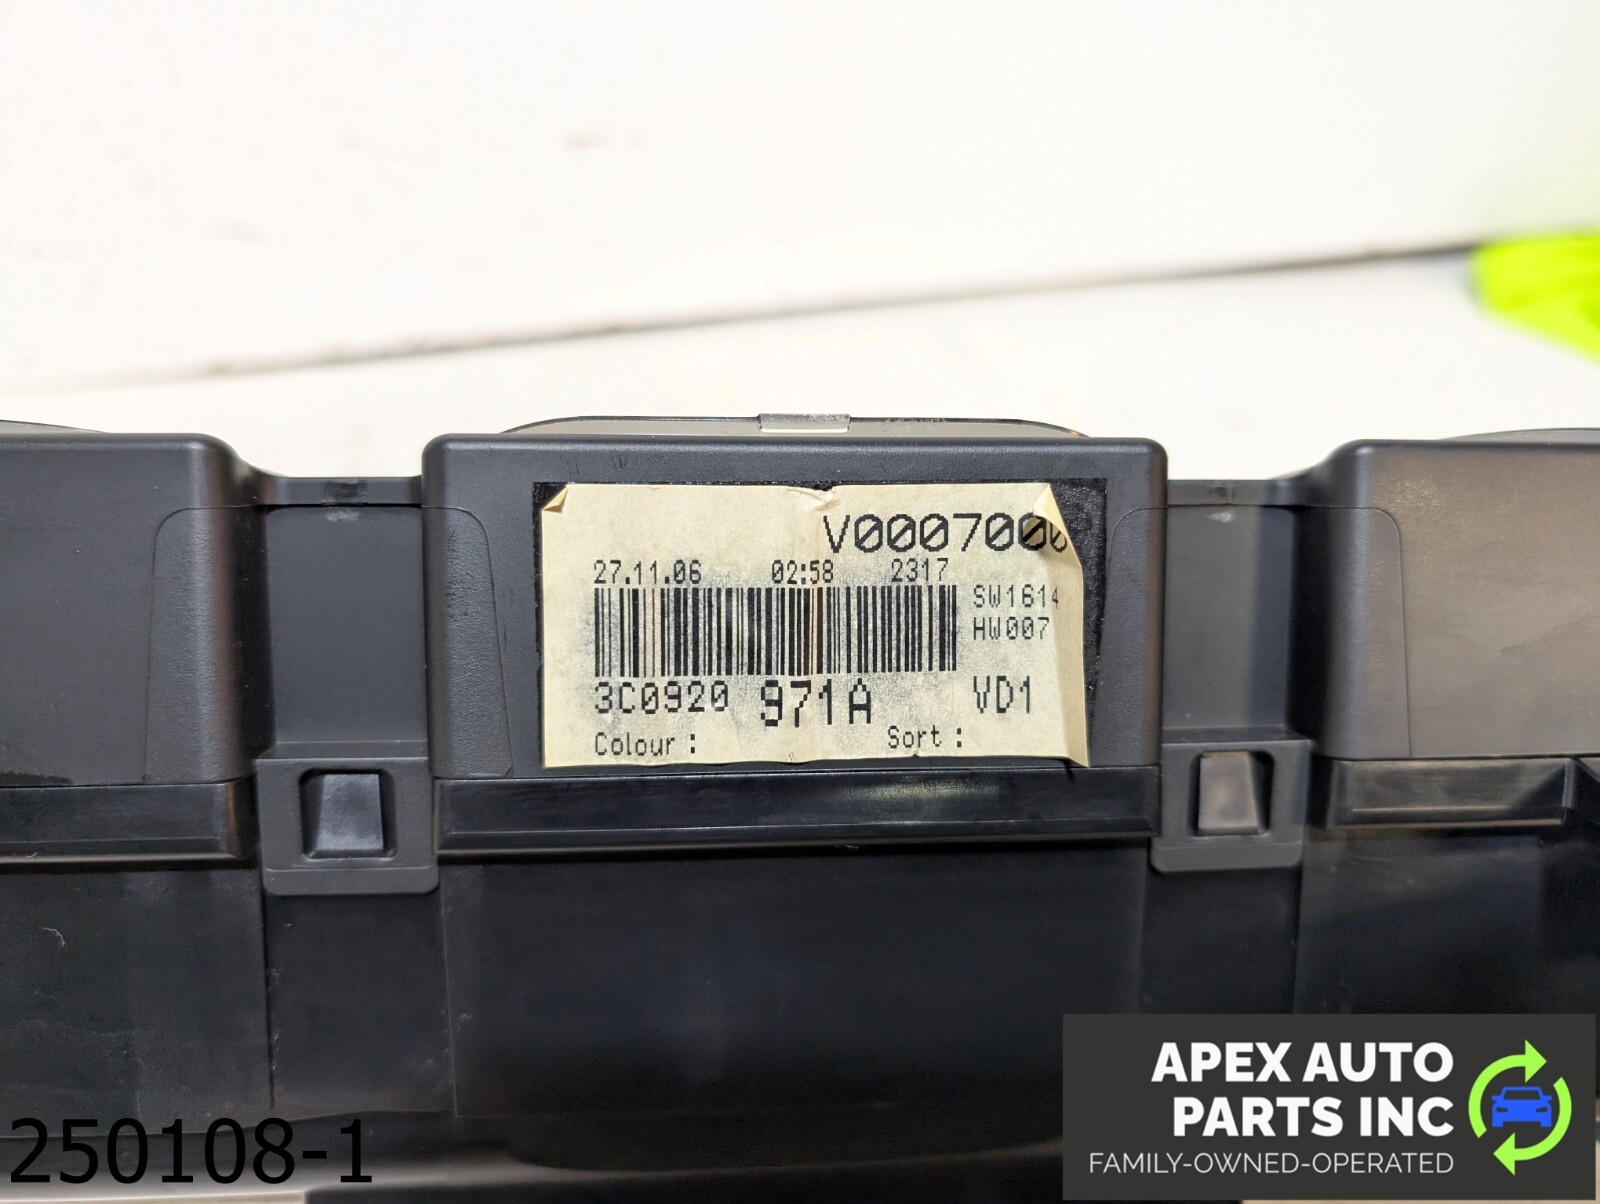 V0007000
27.11.06 02:58 2317
SW1614
HW007
3C0920 971A VD1
Colour : Sort :
250108-1
APEX AUTO
PARTS INC
FAMILY-OWNED-OPERATED